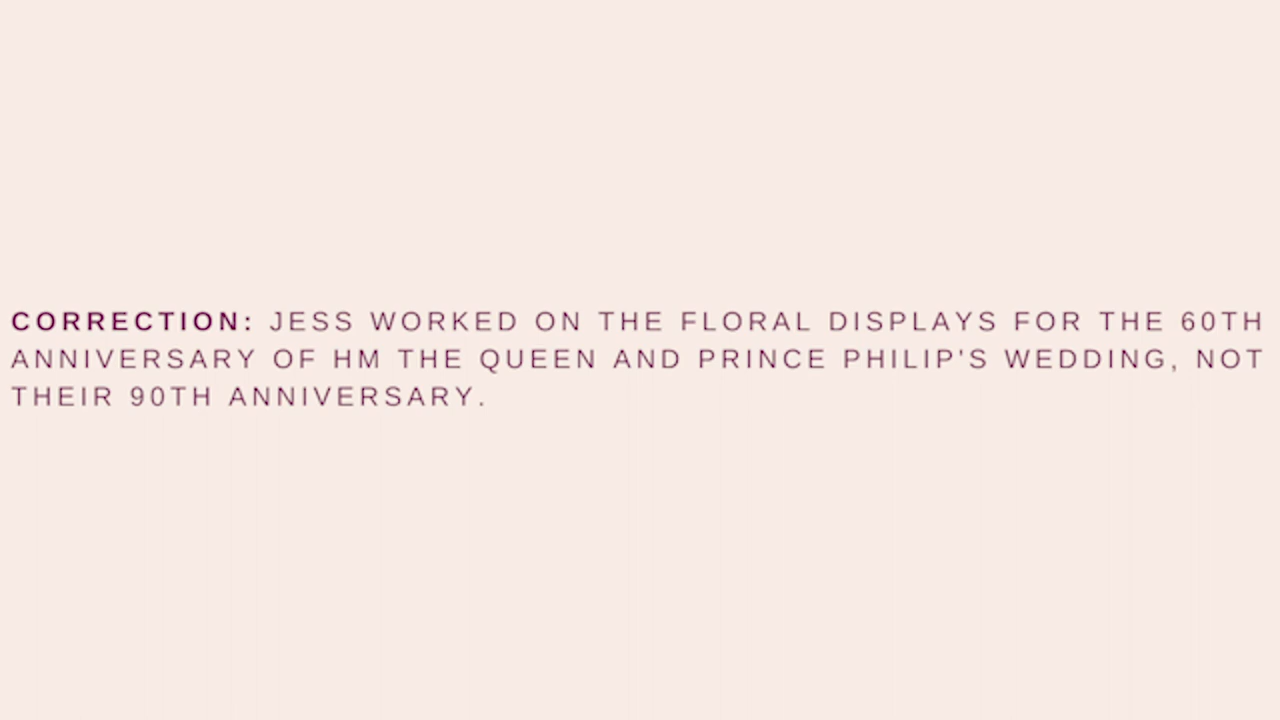 CORRECTION: JESS WORKED ON THE FLORAL DISPLAYS FOR THE 60TH
ANNIVERSARY OF HM THE QUEEN AND PRINCE PHILIP'S WEDDING, NOT
THEIR 90TH ANNIVERSARY.